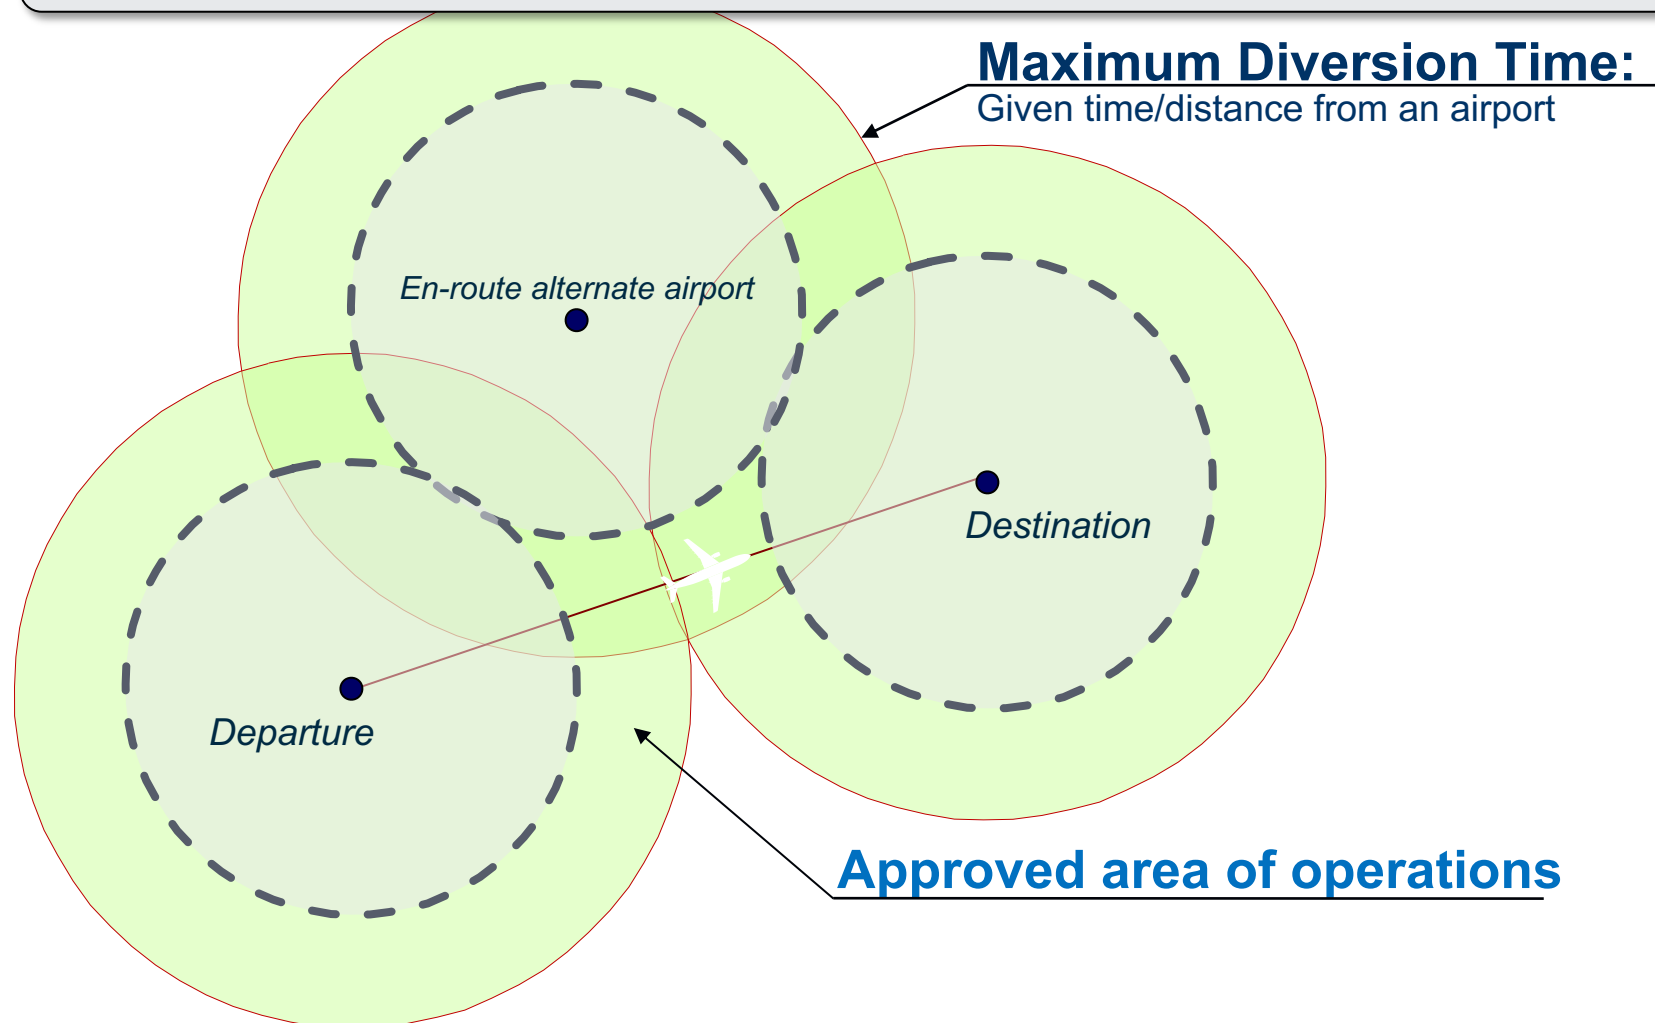 Maximum Diversion Time:
Given time/distance from an airport
En-route alternate airport
Destination
Departure
Approved area of operations